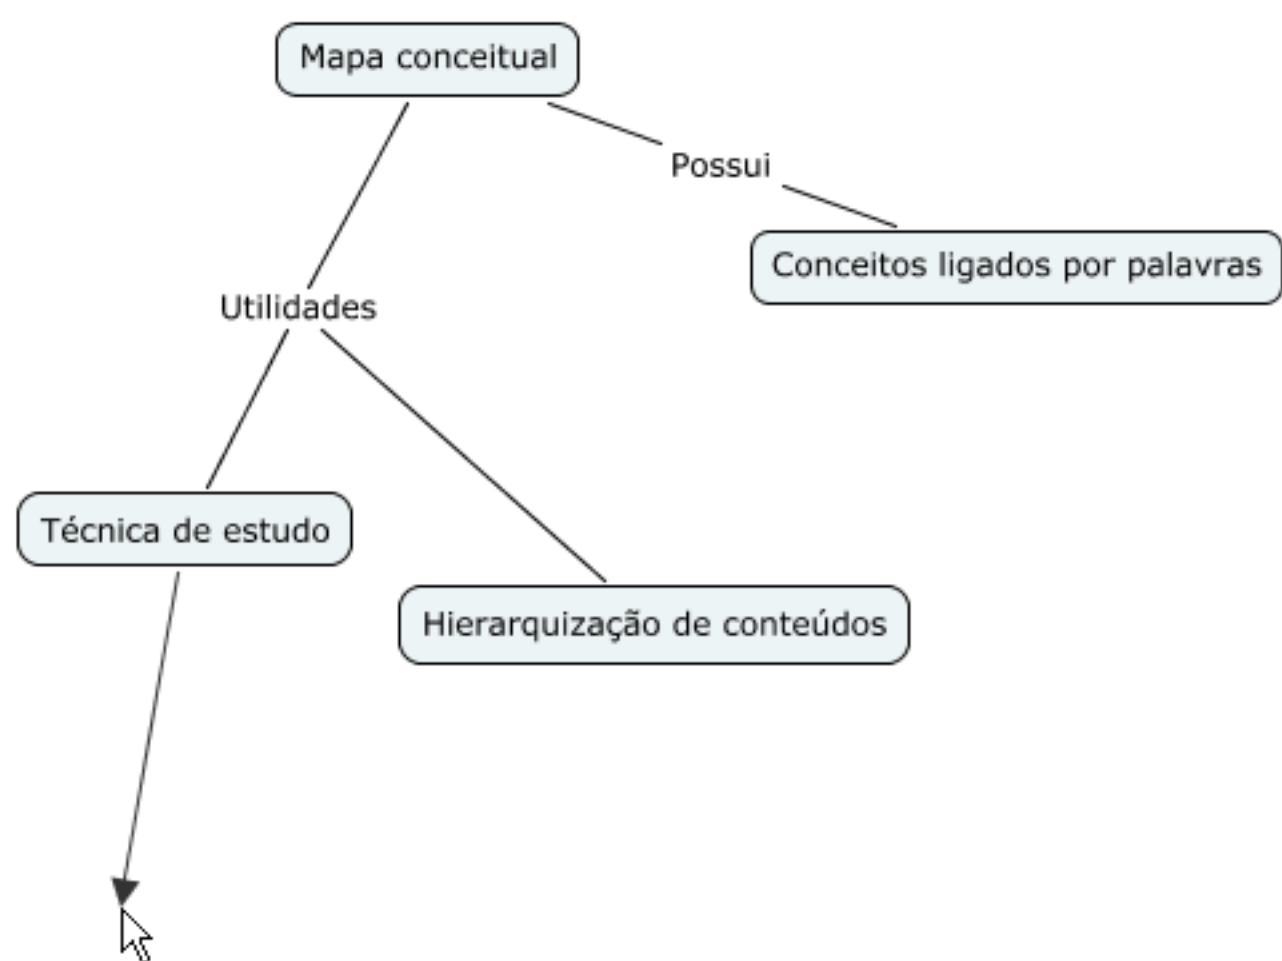 Mapa conceitual
Possui
Conceitos ligados por palavras
Utilidades
Técnica de estudo
Hierarquização de conteúdos